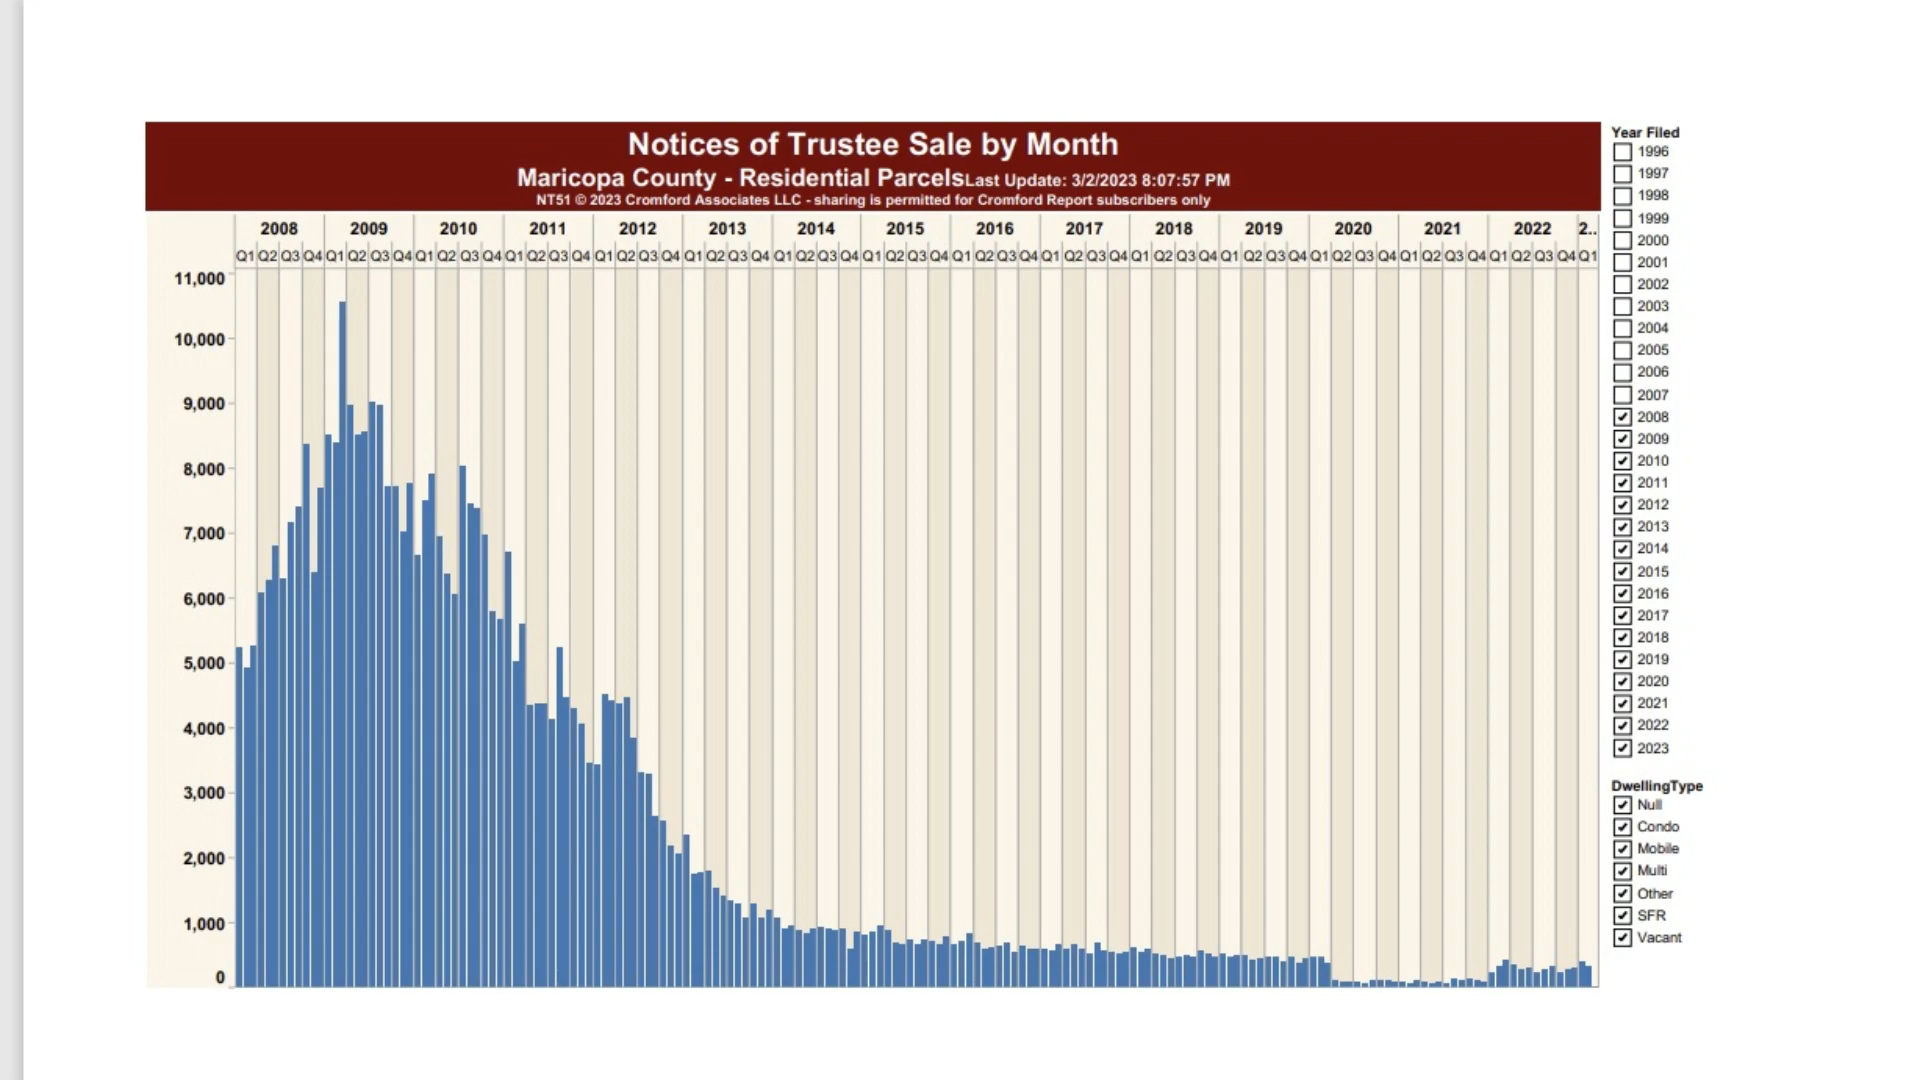 Notices of Trustee Sale by Month
Maricopa County - Residential ParcelsLast Update: 3/2/2023 8:07:57 PM
NT51 © 2023 Cromford Associates LLC - sharing is permitted for Cromford Report subscribers only
2008 2009 2010 2011 2012 2013 2014 2015 2016 2017 2018 2019 2020 2021 2022 2..
Q1 Q2 Q3 Q4 Q1 Q2 Q3 Q4 Q1 Q2 Q3 Q4 Q1 Q2 Q3 Q4 Q1 Q2 Q3 Q4 Q1 Q2 Q3 Q4 Q1 Q2 Q3 Q4 Q1 Q2 Q3 Q4 Q1 Q2 Q3 Q4 Q1 Q2 Q3 Q4 Q1 Q2 Q3 Q4 Q1 Q2 Q3 Q4 Q1 Q2 Q3 Q4 Q1 Q2 Q3 Q4 Q1 Q2 Q3 Q4 Q1
11,000
10,000
9,000
8,000
7,000
6,000
5,000
4,000
3,000
2,000
1,000
0
Year Filed
1996
1997
1998
1999
2000
2001
2002
2003
2004
2005
2006
2007
2008
2009
2010
2011
2012
2013
2014
2015
2016
2017
2018
2019
2020
2021
2022
2023
DwellingType
Null
Condo
Mobile
Multi
Other
SFR
Vacant